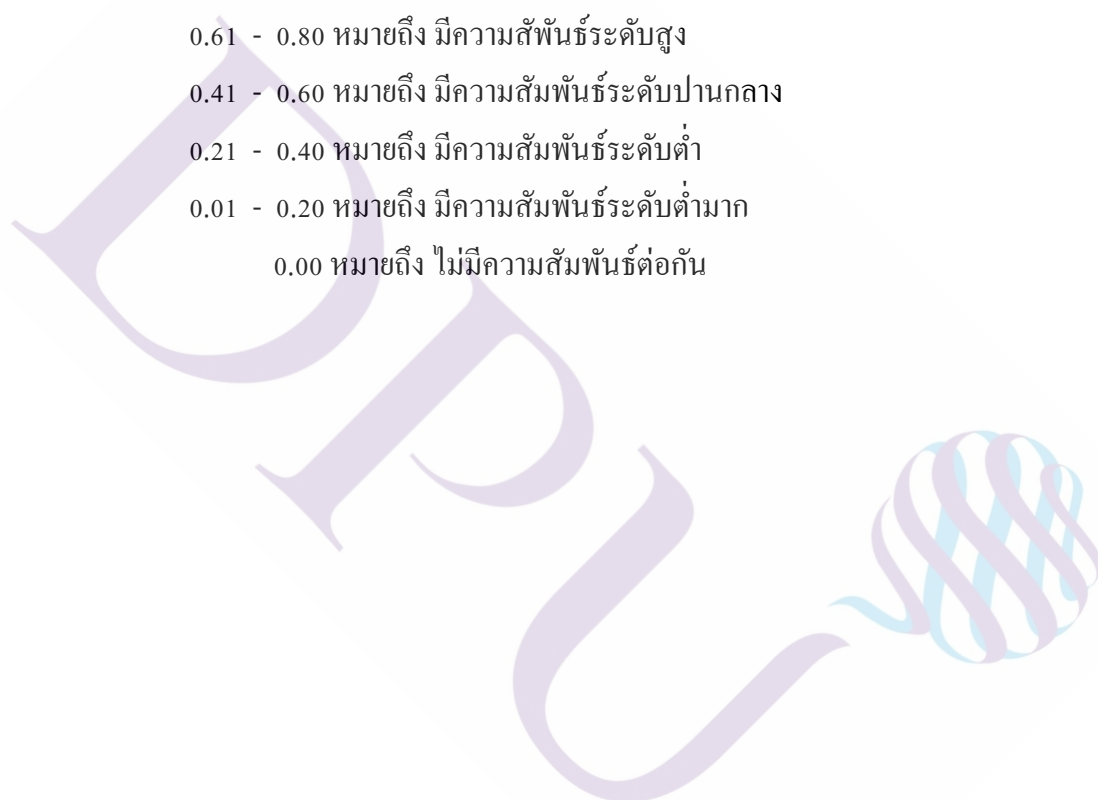 0.61 - 0.80 หมายถึง มีความสัพันธ์ระดับสูง
0.41 - 0.60 หมายถึง มีความสัมพันธ์ระดับปานกลาง
0.21 - 0.40 หมายถึง มีความสัมพันธ์ระดับต่ำ
0.01 - 0.20 หมายถึง มีความสัมพันธ์ระดับต่ำมาก
0.00 หมายถึง ไม่มีความสัมพันธ์ต่อกัน
DPU